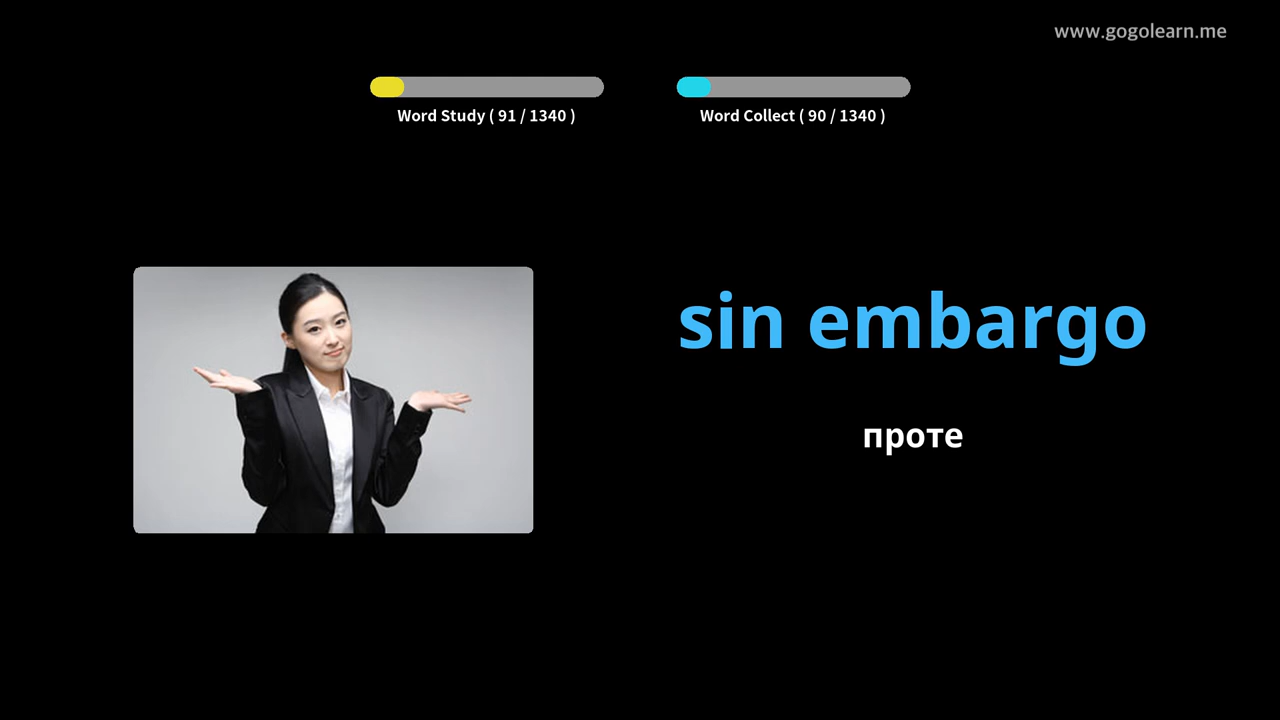 www.gogolearn.me
Word Study ( 91 / 1340 )
Word Collect ( 90 / 1340 )
sin embargo
проте